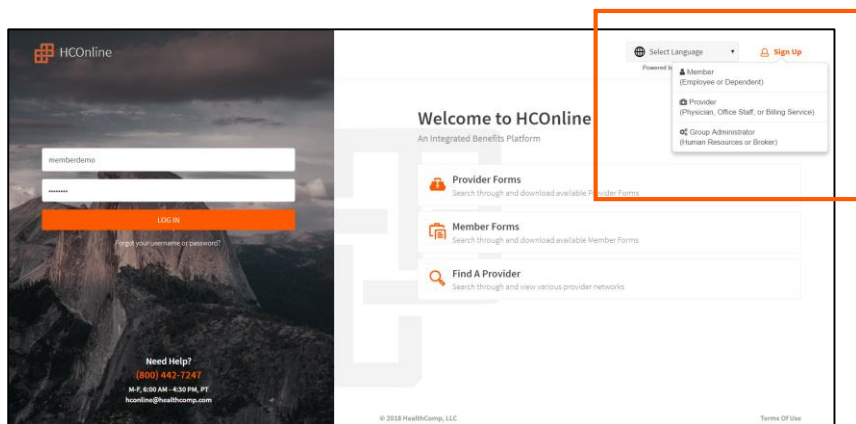 HCOnline
memberdemo
LOG IN
Forgot your username or password?
Need Help?
(800) 442-7247
M-F, 6:00 AM - 4:30 PM, PT
hconline@healthcomp.com
Select Language
Sign Up
Powered
Member
(Employee or Dependent)
Provider
(Physician, Office Staff, or Billing Service)
Group Administrator
(Human Resources or Broker)
Welcome to HCOnline
An Integrated Benefits Platform
Provider Forms
Search through and download available Provider Forms
Member Forms
Search through and download available Member Forms
Find A Provider
Search through and view various provider networks
© 2018 HealthComp, LLC
Terms Of Use